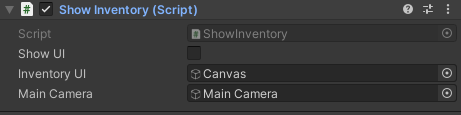 Show Inventory (Script)
Script ShowInventory
Show UI
Inventory UI Canvas
Main Camera Main Camera